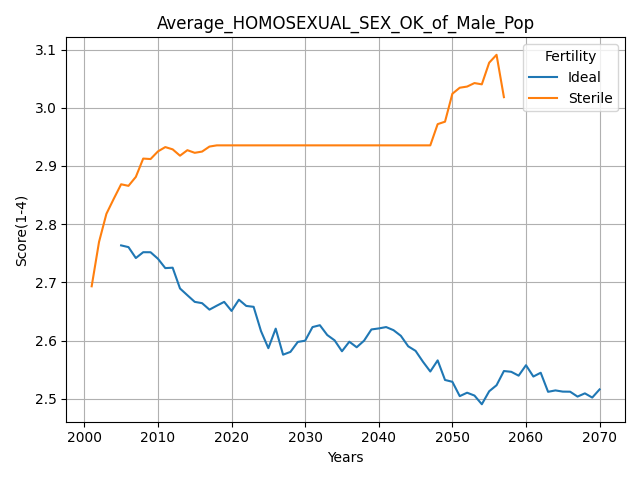 Average_HOMOSEXUAL_SEX_OK_of_Male_Pop
Fertility
Ideal
Sterile
Score(1-4)
3.1
3.0
2.9
2.8
2.7
2.6
2.5
2000 2010 2020 2030 2040 2050 2060 2070
Years